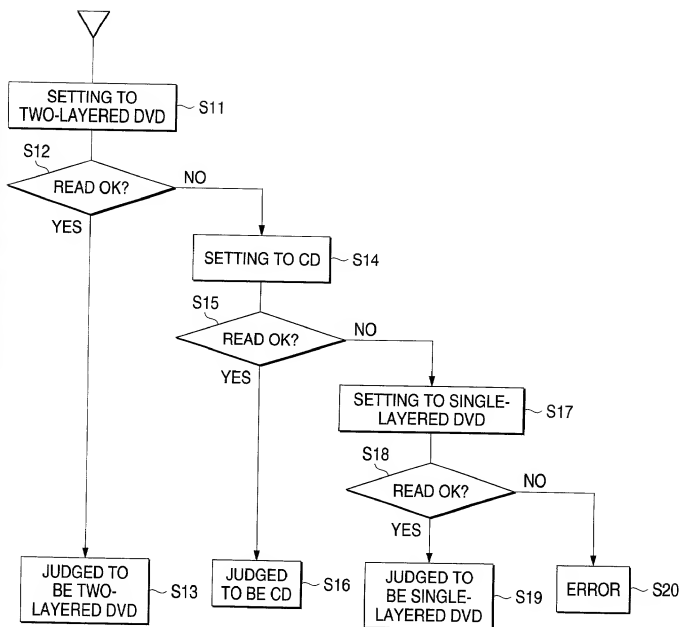 SETTING TO
TWO-LAYERED DVD
S11
S12
READ OK?
NO
YES
SETTING TO CD
S14
S15
READ OK?
NO
YES
SETTING TO SINGLE-
LAYERED DVD
S17
S18
READ OK?
NO
YES
JUDGED TO
BE TWO-
LAYERED DVD
S13
JUDGED
TO BE CD
S16
JUDGED TO
BE SINGLE-
LAYERED DVD
S19
ERROR
S20